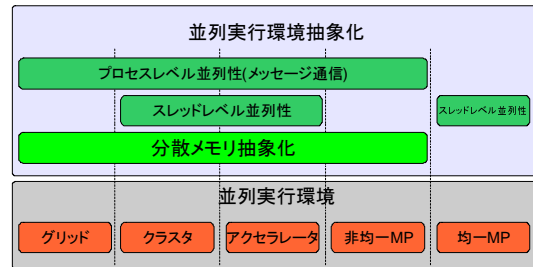 並列実行環境抽象化
プロセスレベル並列性(メッセージ通信)
スレッドレベル並列性
スレッドレベル並列性
分散メモリ抽象化
並列実行環境
グリッド
クラスタ
アクセラレータ
非均一MP
均一MP